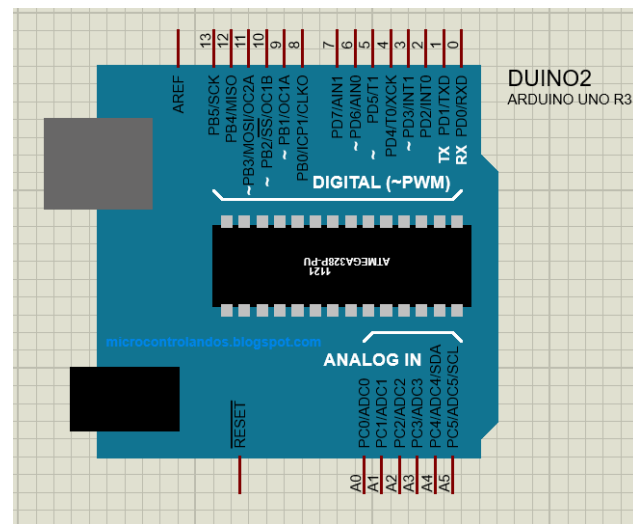 13
12
11
10
9
8
7
6
5
4
3
2
1
0
AREF
PB5/SCK
PB4/MISO
~PB3/MOSI/OC2A
~ PB2/SS/OC1B
~ PB1/OC1A
PB0/ICP1/CLKO
PD7/AIN1
~ PD6/AIN0
~ PD5/T1
PD4/T0/XCK
~ PD3/INT1
PD2/INT0
TX PD1/TXD
RX PD0/RXD
DUINO2
ARDUINO UNO R3
DIGITAL (~PWM)
1121
ATMEGA328P-PU
microcontrolandos.blogspot.com
ANALOG IN
RESET
PC0/ADC0
PC1/ADC1
PC2/ADC2
PC3/ADC3
PC4/ADC4/SDA
PC5/ADC5/SCL
A0
A1
A2
A3
A4
A5